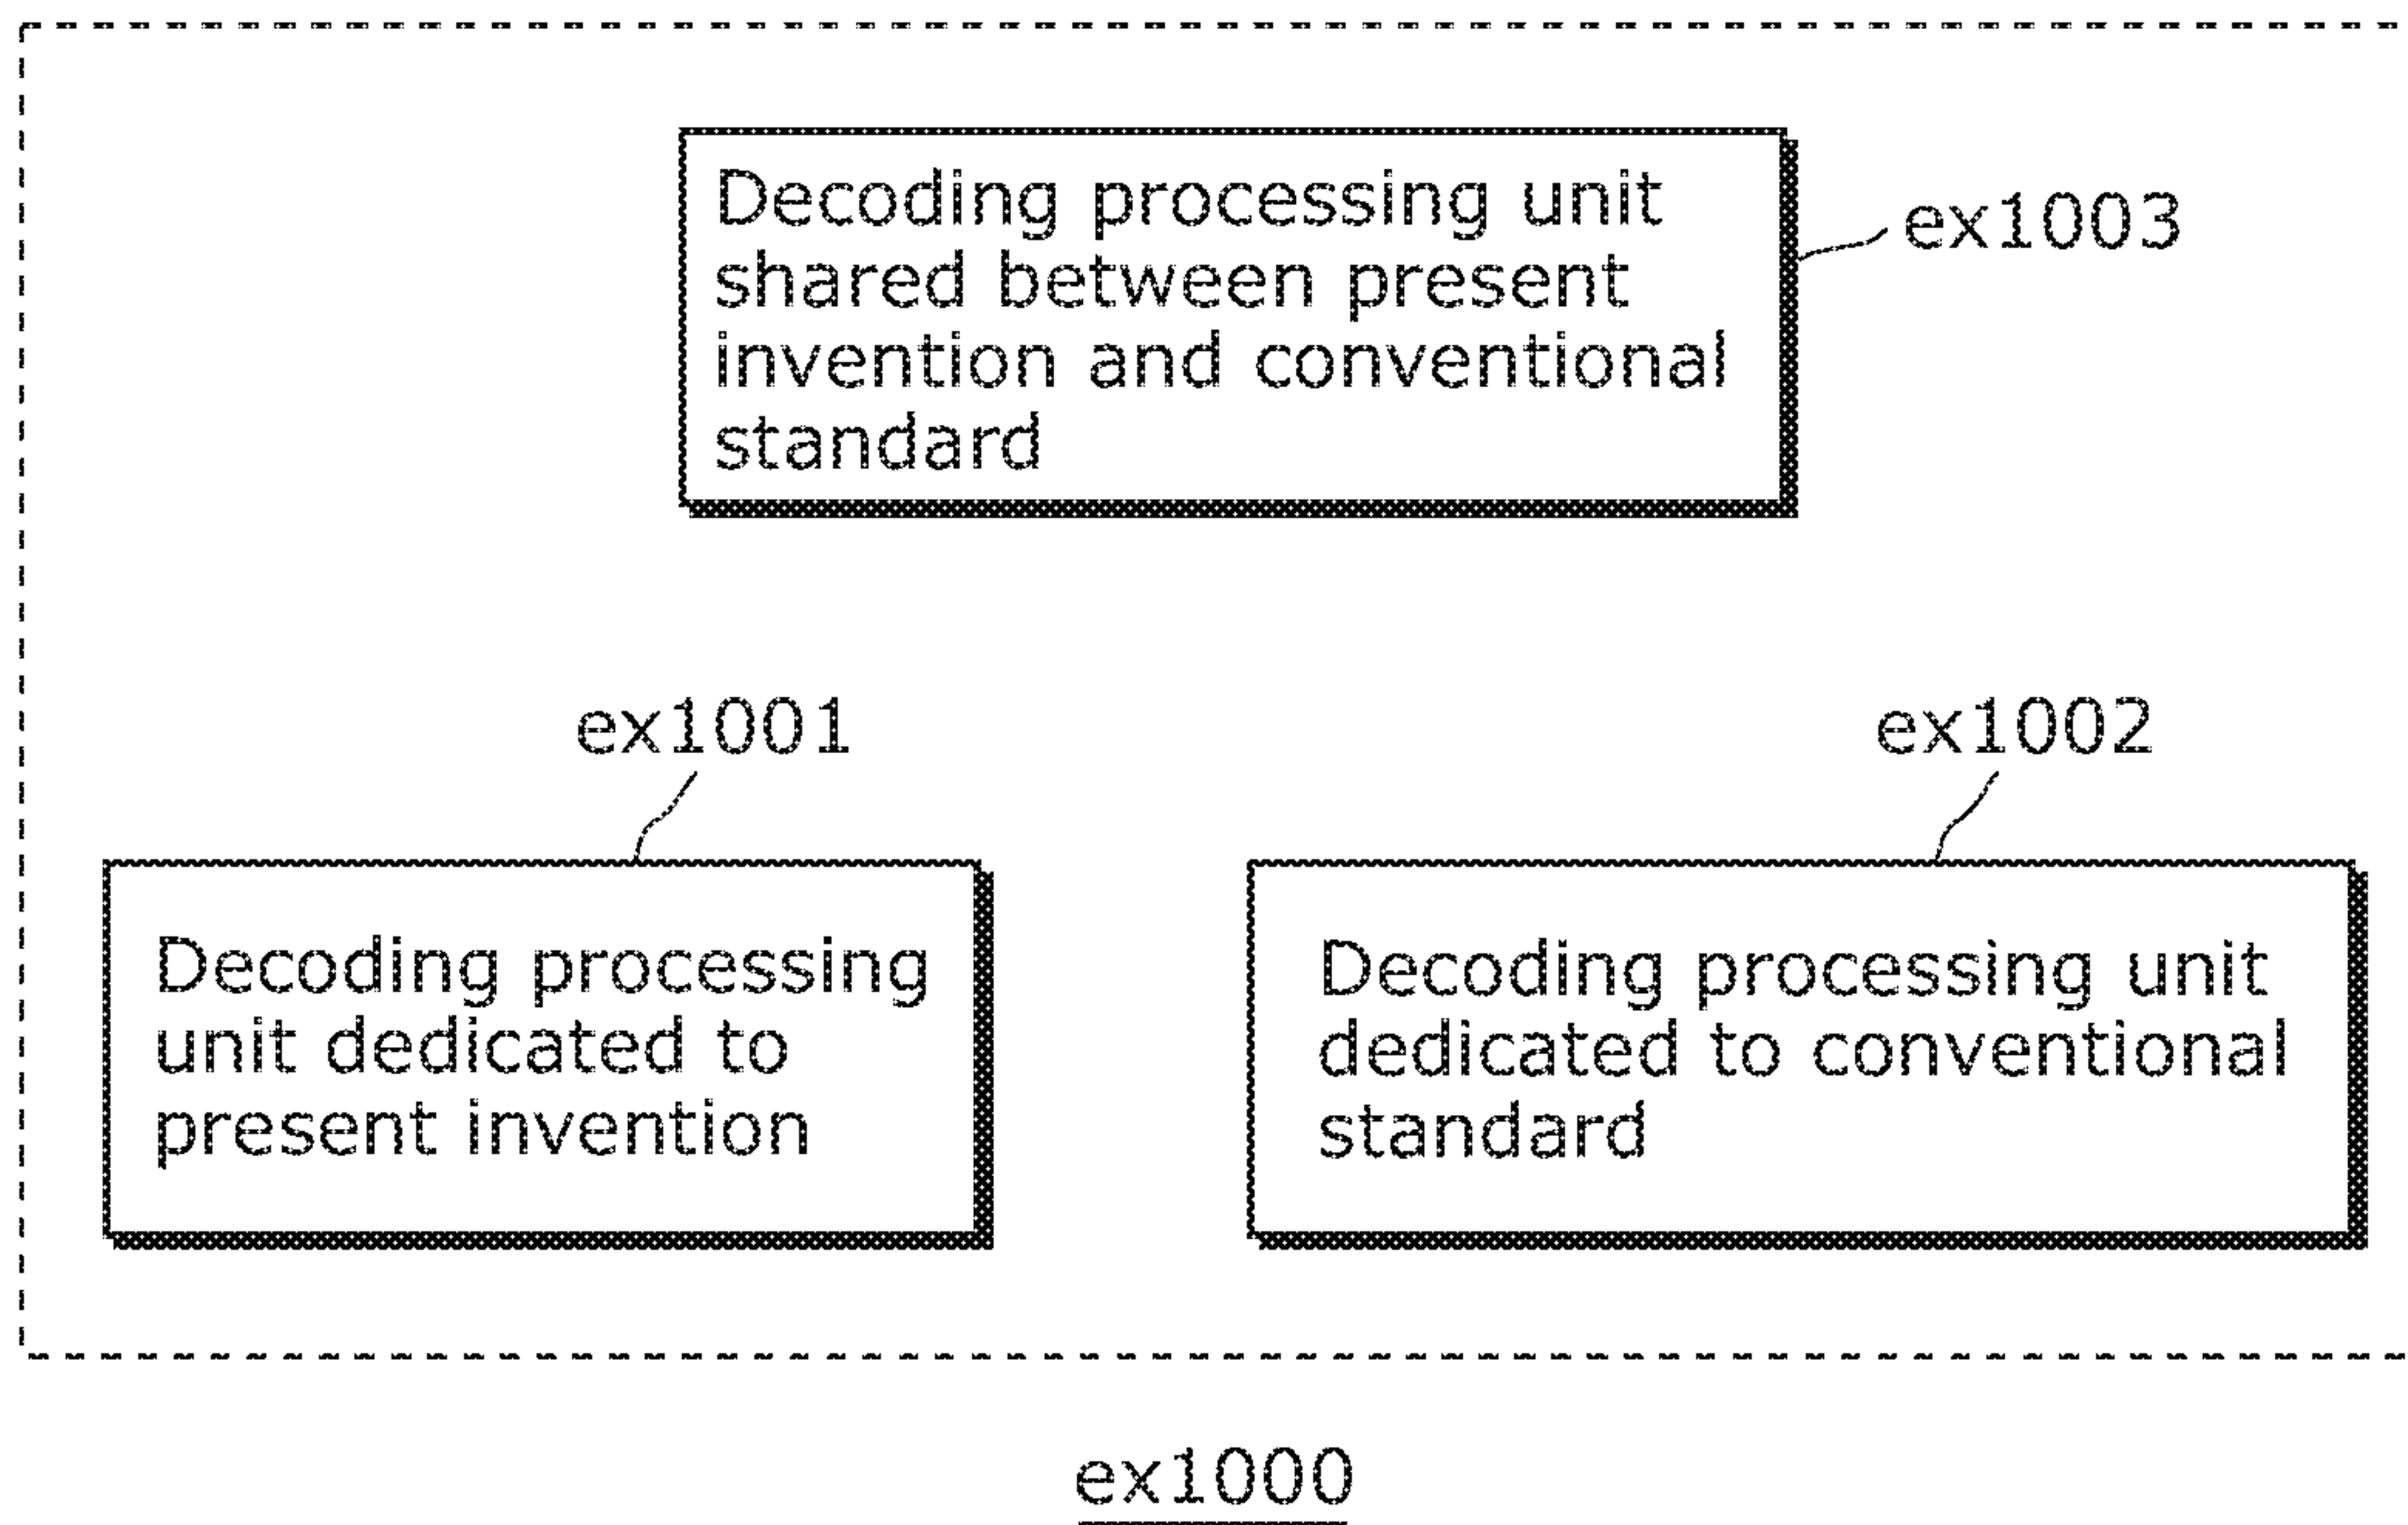 Decoding processing unit
shared between present
invention and conventional
standard
ex1003
ex1001
ex1002
Decoding processing
unit dedicated to
present invention
Decoding processing unit
dedicated to conventional
standard
ex1000